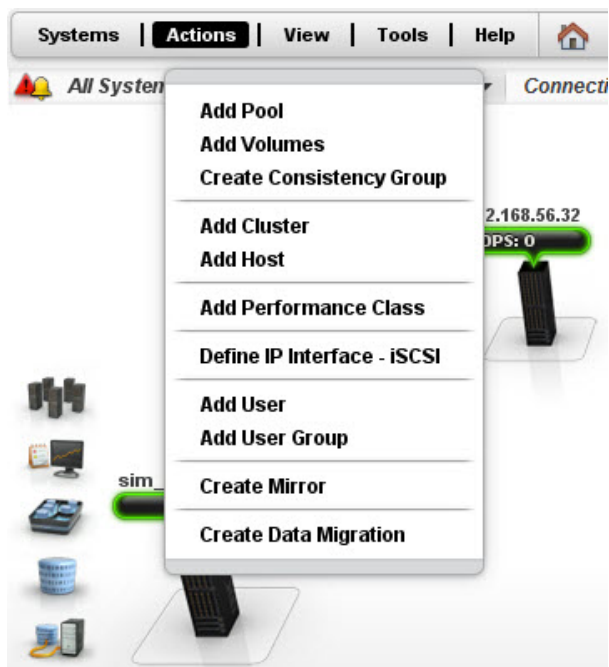 Systems | Actions | View | Tools | Help
All System
Connecti
Add Pool
Add Volumes
Create Consistency Group
2.168.56.32
Add Cluster
OPS: 0
Add Host
Add Performance Class
Define IP Interface - iSCSI
Add User
Add User Group
sim_
Create Mirror
Create Data Migration